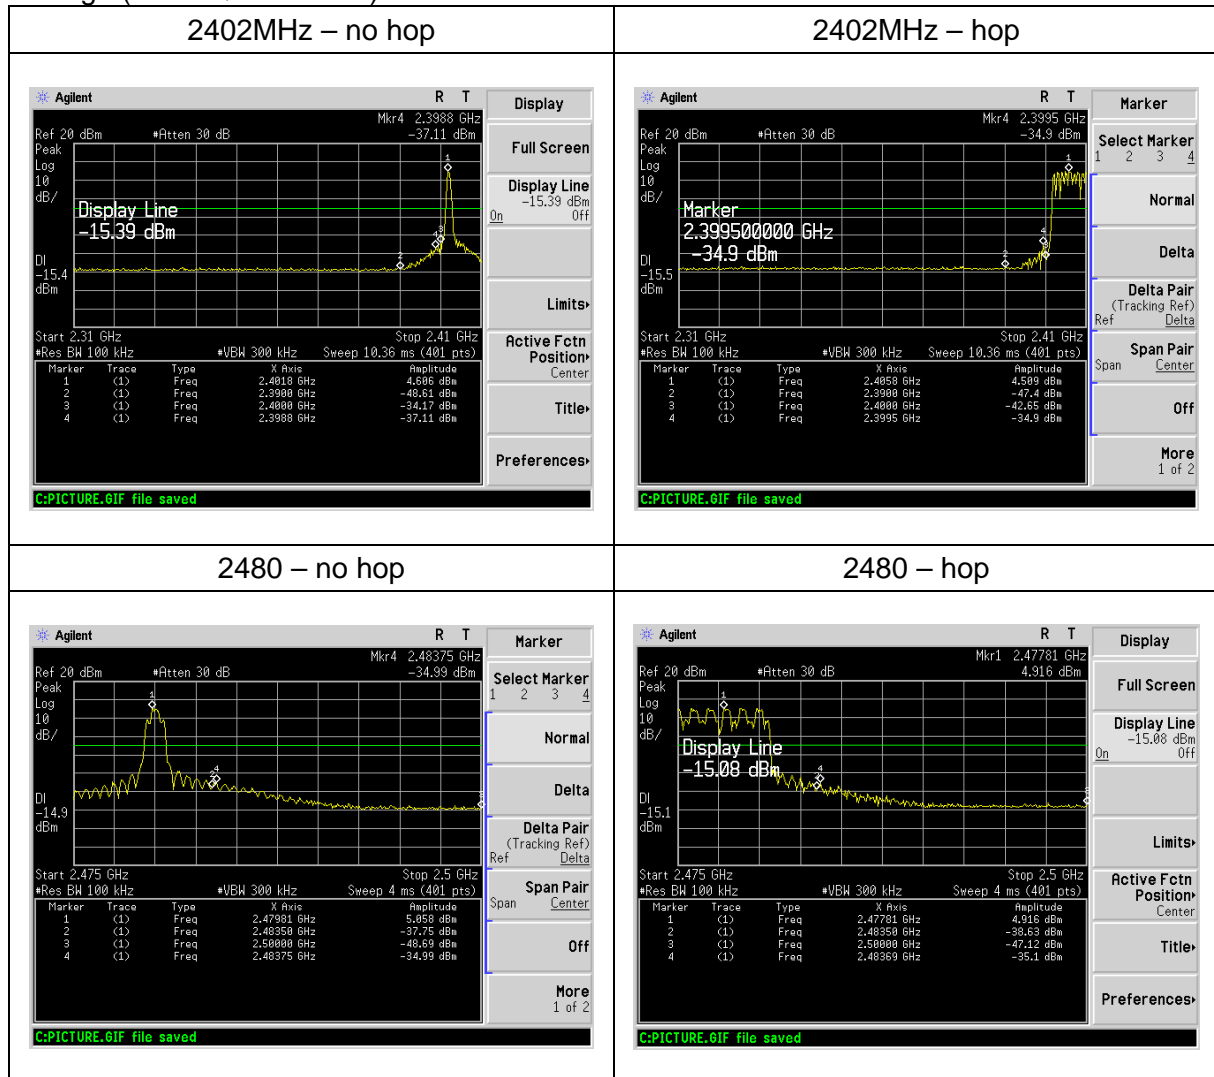 2402MHz – no hop
2402MHz – hop
Agilent R T
Mkr4 2.3988 GHz
Ref 20 dBm #Atten 30 dB -37.11 dBm
Peak
Log
10
dB/
1
Display Line
-15.39 dBm
4 3
2
DI
-15.4
dBm
Start 2.31 GHz Stop 2.41 GHz
#Res BW 100 kHz #VBW 300 kHz Sweep 10.36 ms (401 pts)
Marker Trace Type X Axis Amplitude
1 (1) Freq 2.4018 GHz 4.606 dBm
2 (1) Freq 2.3900 GHz -48.61 dBm
3 (1) Freq 2.4000 GHz -34.17 dBm
4 (1) Freq 2.3988 GHz -37.11 dBm
C:PICTURE.GIF file saved
Display
Full Screen
Display Line
-15.39 dBm
On Off
Limits
Active Fctn
Position
Center
Title
Preferences
Agilent R T
Mkr4 2.3995 GHz
Ref 20 dBm #Atten 30 dB -34.9 dBm
Peak
Log
10
dB/
1
Marker
2.399500000 GHz
-34.9 dBm
4
2
DI
-15.5
dBm
Start 2.31 GHz Stop 2.41 GHz
#Res BW 100 kHz #VBW 300 kHz Sweep 10.36 ms (401 pts)
Marker Trace Type X Axis Amplitude
1 (1) Freq 2.4058 GHz 4.509 dBm
2 (1) Freq 2.3900 GHz -47.4 dBm
3 (1) Freq 2.4000 GHz -42.65 dBm
4 (1) Freq 2.3995 GHz -34.9 dBm
C:PICTURE.GIF file saved
Marker
Select Marker
1 2 3 4
Normal
Delta
Delta Pair
(Tracking Ref)
Ref Delta
Span Pair
Span Center
Off
More
1 of 2
2480 – no hop
2480 – hop
Agilent R T
Mkr4 2.48375 GHz
Ref 20 dBm #Atten 30 dB -34.99 dBm
Peak
Log
10
dB/
1
4
DI
-14.9
dBm
Start 2.475 GHz Stop 2.5 GHz
#Res BW 100 kHz #VBW 300 kHz Sweep 4 ms (401 pts)
Marker Trace Type X Axis Amplitude
1 (1) Freq 2.47981 GHz 5.058 dBm
2 (1) Freq 2.48350 GHz -37.75 dBm
3 (1) Freq 2.50000 GHz -48.69 dBm
4 (1) Freq 2.48375 GHz -34.99 dBm
C:PICTURE.GIF file saved
Marker
Select Marker
1 2 3 4
Normal
Delta
Delta Pair
(Tracking Ref)
Ref Delta
Span Pair
Span Center
Off
More
1 of 2
Agilent R T
Mkr1 2.47781 GHz
Ref 20 dBm #Atten 30 dB 4.916 dBm
Peak
Log
10
dB/
1
Display Line
-15.08 dBm
4
DI
-15.1
dBm
Start 2.475 GHz Stop 2.5 GHz
#Res BW 100 kHz #VBW 300 kHz Sweep 4 ms (401 pts)
Marker Trace Type X Axis Amplitude
1 (1) Freq 2.47781 GHz 4.916 dBm
2 (1) Freq 2.48350 GHz -38.63 dBm
3 (1) Freq 2.50000 GHz -47.12 dBm
4 (1) Freq 2.48369 GHz -35.1 dBm
C:PICTURE.GIF file saved
Display
Full Screen
Display Line
-15.08 dBm
On Off
Limits
Active Fctn
Position
Center
Title
Preferences